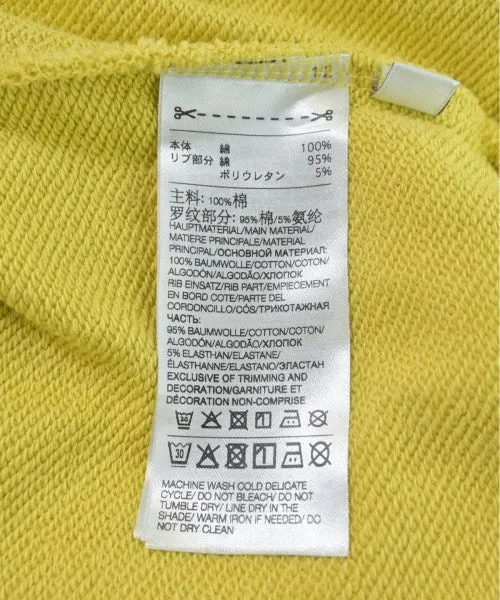 本体 綿 100%
リブ部分 綿 95%
ポリウレタン 5%
主料: 100%棉
罗纹部分: 95%棉/5%氨纶
HAUPTMATERIAL/MAIN MATERIAL/
MATIERE PRINCIPALE/MATERIAL
PRINCIPAL/ОСНОВНОЙ МАТЕРИАЛ:
100% BAUMWOLLE/COTTON/COTON/
ALGODÓN/ALGODÃO/ХЛОПОК
RIB EINSATZ/RIB PART/EMPIECEMENT
EN BORD COTE/PARTE DEL
CORDONCILLO/CÓS/ТРИКОТАЖНАЯ
ЧАСТЬ:
95% BAUMWOLLE/COTTON/COTON/
ALGODÓN/ALGODÃO/ХЛОПОК
5% ELASTHAN/ELASTANE/
ÉLASTHANNE/ELASTANO/ЭЛАСТАН
EXCLUSIVE OF TRIMMING AND
DECORATION/GARNITURE ET
DÉCORATION NON-COMPRISE
30
30
MACHINE WASH COLD DELICATE
CYCLE/ DO NOT BLEACH/ DO NOT
TUMBLE DRY/ LINE DRY IN THE
SHADE/ WARM IRON IF NEEDED/ DO
NOT DRY CLEAN